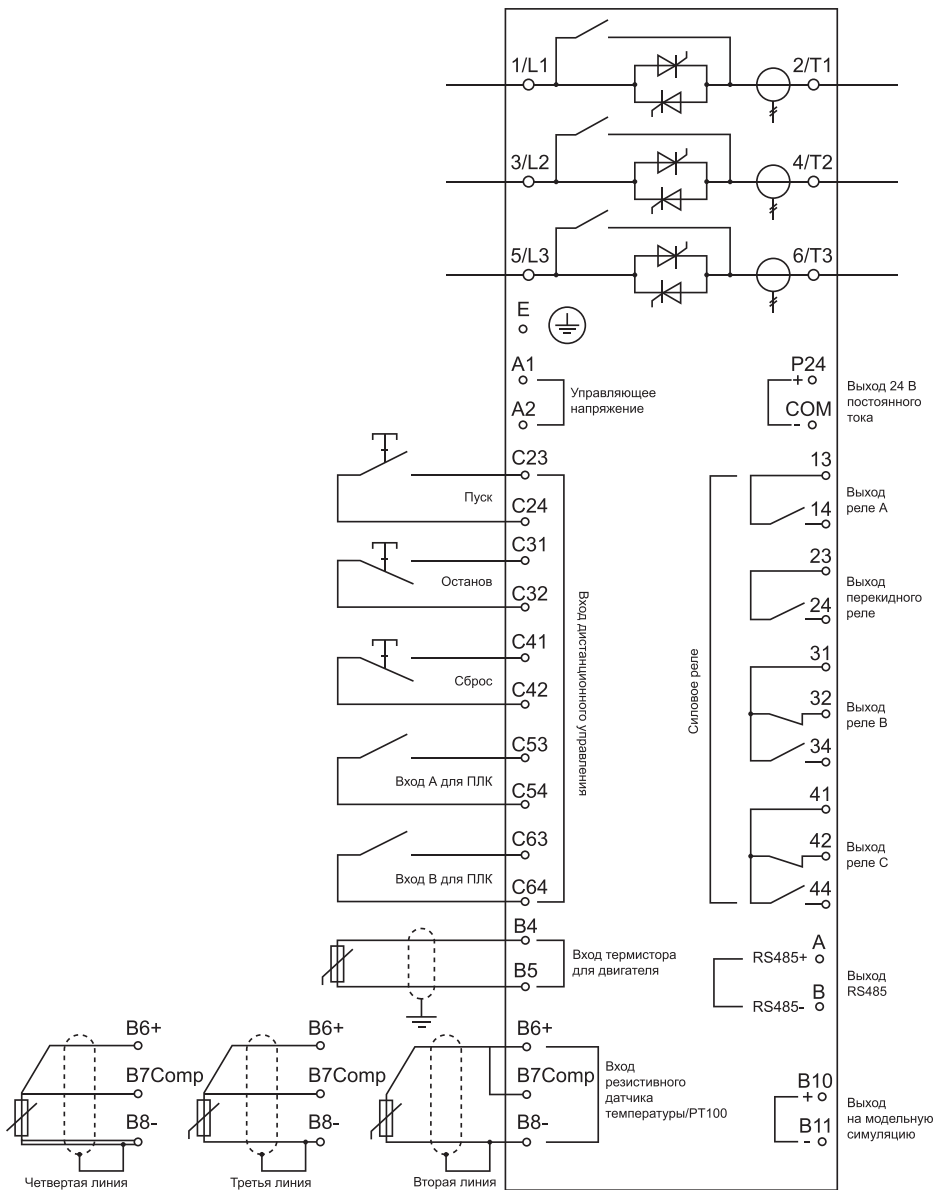 1/L1
2/T1
3/L2
4/T2
5/L3
6/T3
E
A1
A2
Управляющее
напряжение
P24
+
COM
-
Выход 24 В
постоянного
тока
C23
Пуск
C24
C31
Останов
C32
C41
Сброс
C42
C53
Вход А для ПЛК
C54
C63
Вход В для ПЛК
C64
Вход дистанционного управления
Силовое реле
13
14
Выход
реле А
23
24
Выход
перекидного
реле
31
32
34
Выход
реле В
41
42
44
Выход
реле С
B4
B5
Вход термистора
для двигателя
RS485+
A
RS485-
B
Выход
RS485
B6+
B7Comp
B8-
Четвертая линия
B6+
B7Comp
B8-
Третья линия
B6+
B7Comp
B8-
Вторая линия
Вход
резистивного
датчика
температуры/PT100
B10
+
B11
-
Выход
на модельную
симуляцию